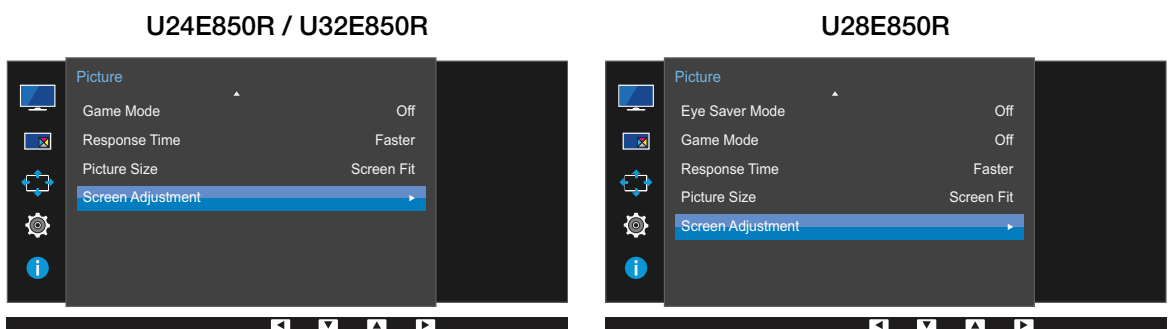 U24E850R / U32E850R
Picture
Game Mode Off
Response Time Faster
Picture Size Screen Fit
Screen Adjustment
U28E850R
Picture
Eye Saver Mode Off
Game Mode Off
Response Time Faster
Picture Size Screen Fit
Screen Adjustment